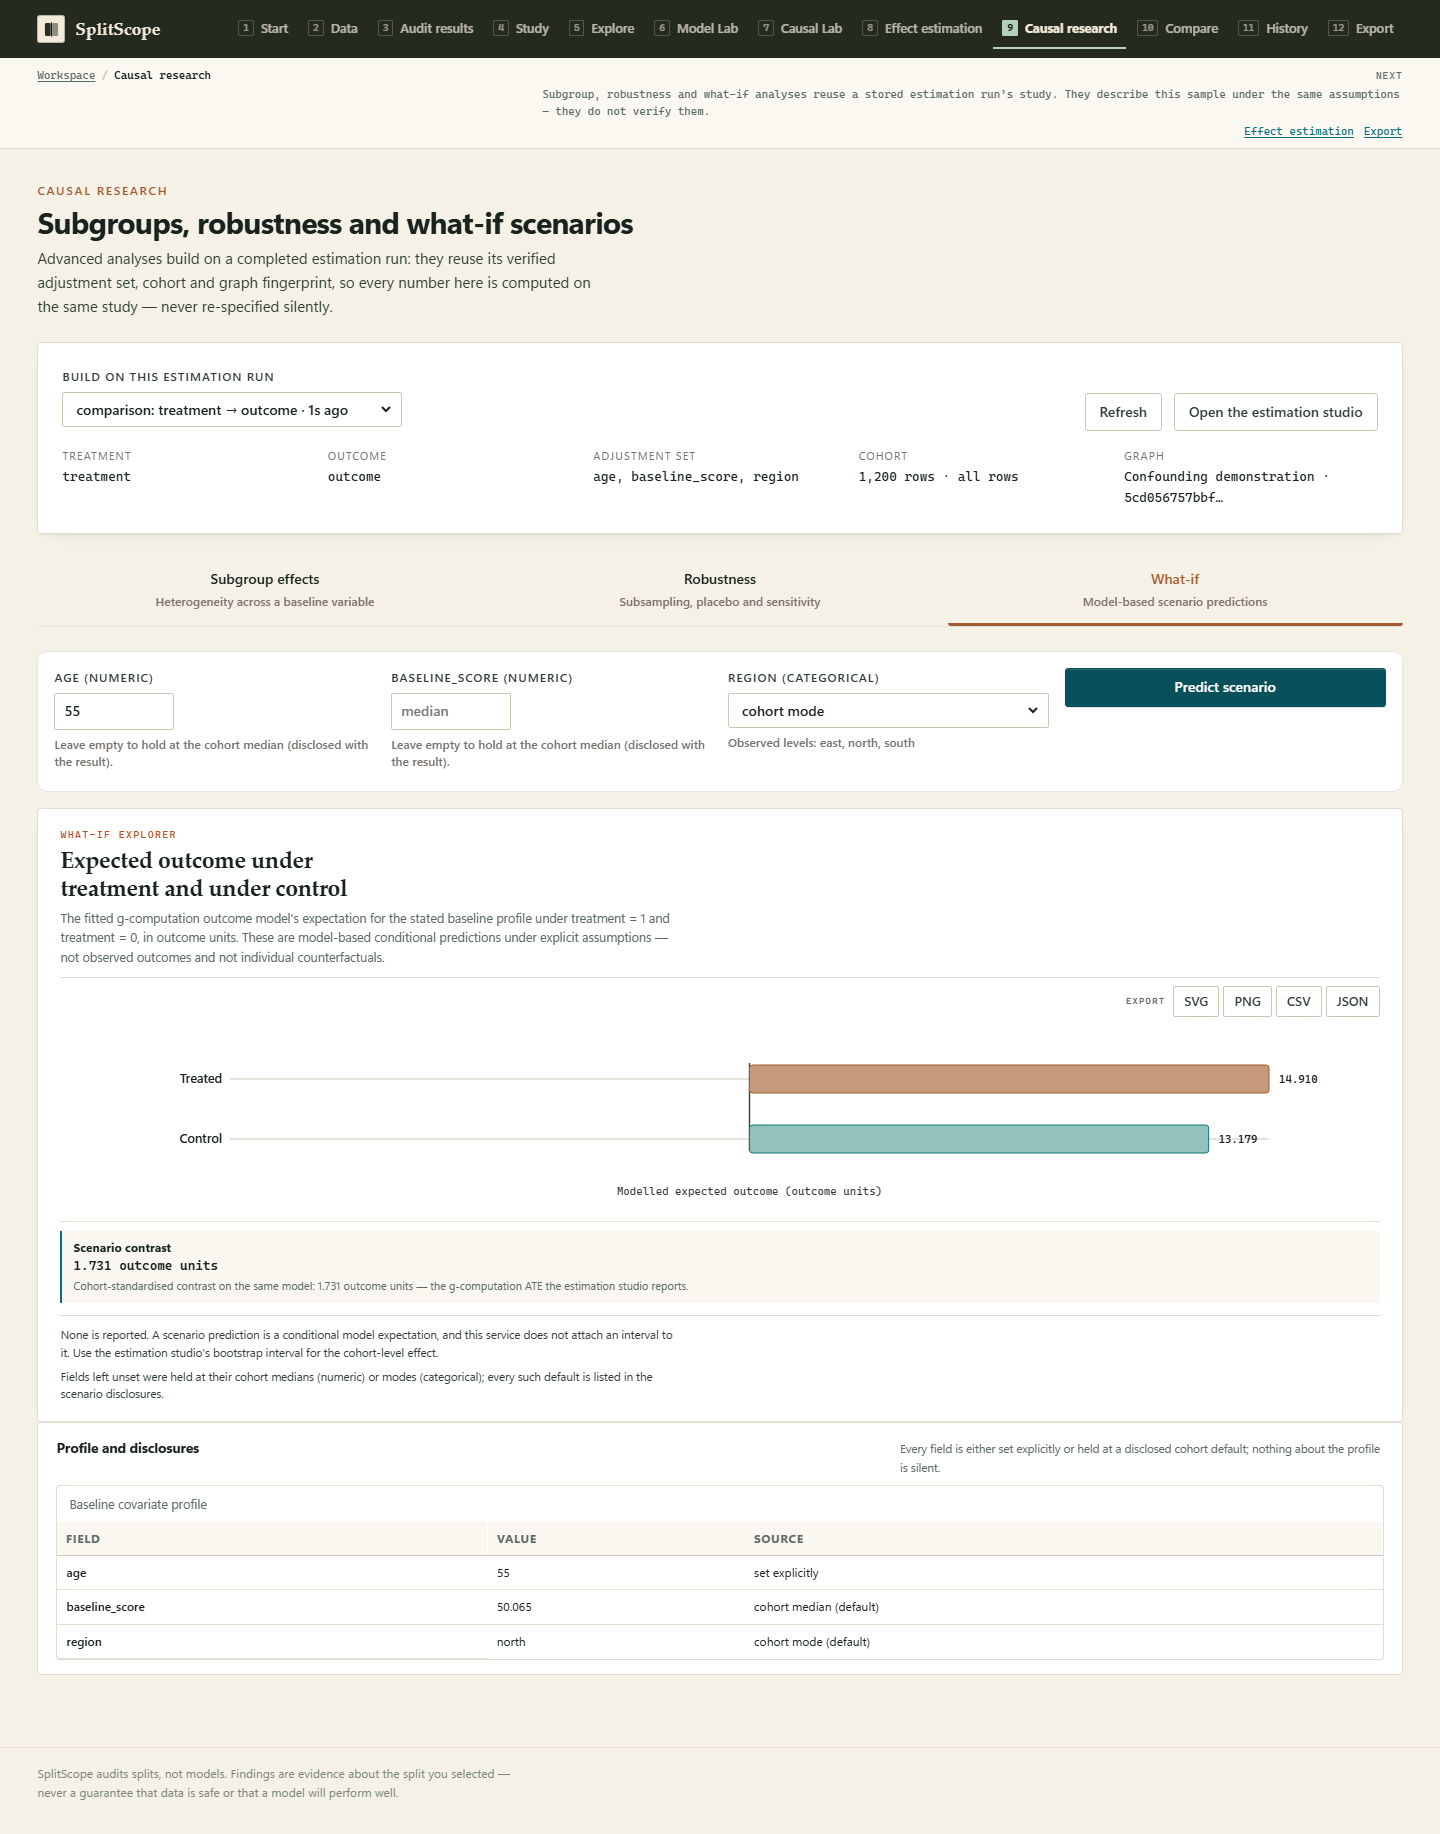 SplitScope
1 Start 2 Data 3 Audit results 4 Study 5 Explore 6 Model Lab 7 Causal Lab 8 Effect estimation 9 Causal research 10 Compare 11 History 12 Export
Workspace / Causal research
NEXT
Subgroup, robustness and what-if analyses reuse a stored estimation run's study. They describe this sample under the same assumptions
— they do not verify them.
Effect estimation Export
CAUSAL RESEARCH
Subgroups, robustness and what-if scenarios
Advanced analyses build on a completed estimation run: they reuse its verified
adjustment set, cohort and graph fingerprint, so every number here is computed on
the same study — never re-specified silently.
BUILD ON THIS ESTIMATION RUN
comparison: treatment → outcome · 1s ago
Refresh Open the estimation studio
TREATMENT OUTCOME ADJUSTMENT SET COHORT GRAPH
treatment outcome age, baseline_score, region 1,200 rows · all rows Confounding demonstration ·
5cd056757bbf…
Subgroup effects Robustness What-if
Heterogeneity across a baseline variable Subsampling, placebo and sensitivity Model-based scenario predictions
AGE (NUMERIC) BASELINE_SCORE (NUMERIC) REGION (CATEGORICAL) Predict scenario
55 median cohort mode
Leave empty to hold at the cohort median (disclosed with Leave empty to hold at the cohort median (disclosed with Observed levels: east, north, south
the result). the result).
WHAT-IF EXPLORER
Expected outcome under
treatment and under control
The fitted g-computation outcome model's expectation for the stated baseline profile under treatment = 1 and
treatment = 0, in outcome units. These are model-based conditional predictions under explicit assumptions —
not observed outcomes and not individual counterfactuals.
EXPORT SVG PNG CSV JSON
Treated 14.910
Control 13.179
Modelled expected outcome (outcome units)
Scenario contrast
1.731 outcome units
Cohort-standardised contrast on the same model: 1.731 outcome units — the g-computation ATE the estimation studio reports.
None is reported. A scenario prediction is a conditional model expectation, and this service does not attach an interval to
it. Use the estimation studio's bootstrap interval for the cohort-level effect.
Fields left unset were held at their cohort medians (numeric) or modes (categorical); every such default is listed in the
scenario disclosures.
Profile and disclosures
Every field is either set explicitly or held at a disclosed cohort default; nothing about the profile
is silent.
Baseline covariate profile
FIELD VALUE SOURCE
age 55 set explicitly
baseline_score 50.065 cohort median (default)
region north cohort mode (default)
SplitScope audits splits, not models. Findings are evidence about the split you selected —
never a guarantee that data is safe or that a model will perform well.